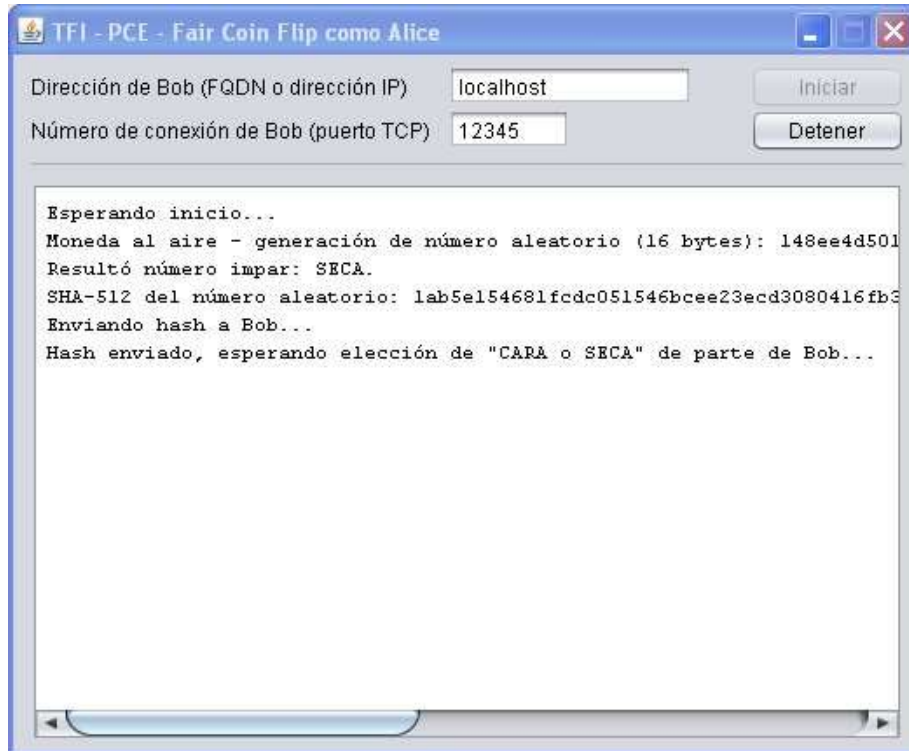 TFI - PCE - Fair Coin Flip como Alice
Dirección de Bob (FQDN o dirección IP) localhost Iniciar
Número de conexión de Bob (puerto TCP) 12345 Detener
Esperando inicio...
Moneda al aire - generación de número aleatorio (16 bytes): 148ee4d501
Resultó número impar: SECA.
SHA-512 del número aleatorio: 1ab5e154681fcdc051546bcee23ecd3080416fb3
Enviando hash a Bob...
Hash enviado, esperando elección de "CARA o SECA" de parte de Bob...